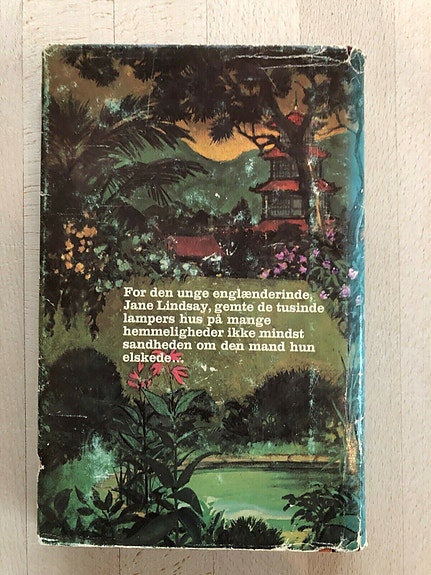 For den unge englænderinde,
Jane Lindsay, gemte de tusinde
lampers hus på mange
hemmeligheder ikke mindst
sandheden om den mand hun
elskede...